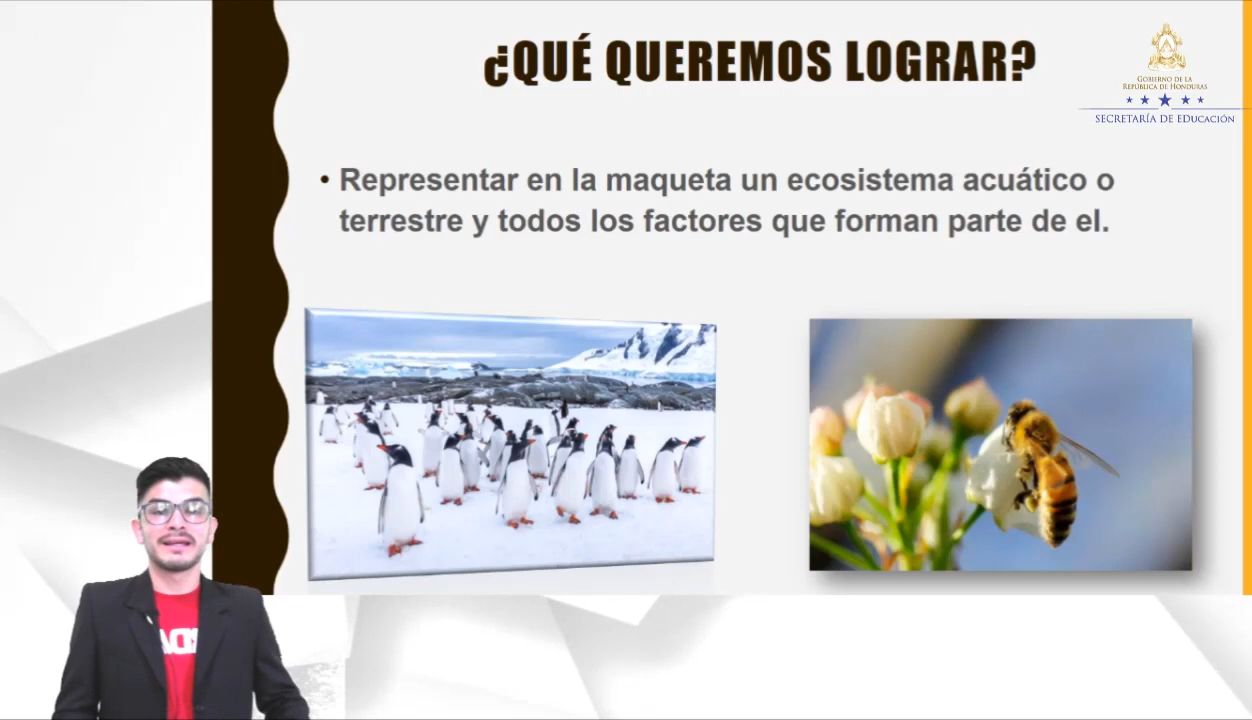 ¿QUÉ QUEREMOS LOGRAR?
GOBIERNO DE LA
REPÚBLICA DE HONDURAS
SECRETARÍA DE EDUCACIÓN
• Representar en la maqueta un ecosistema acuático o
terrestre y todos los factores que forman parte de el.